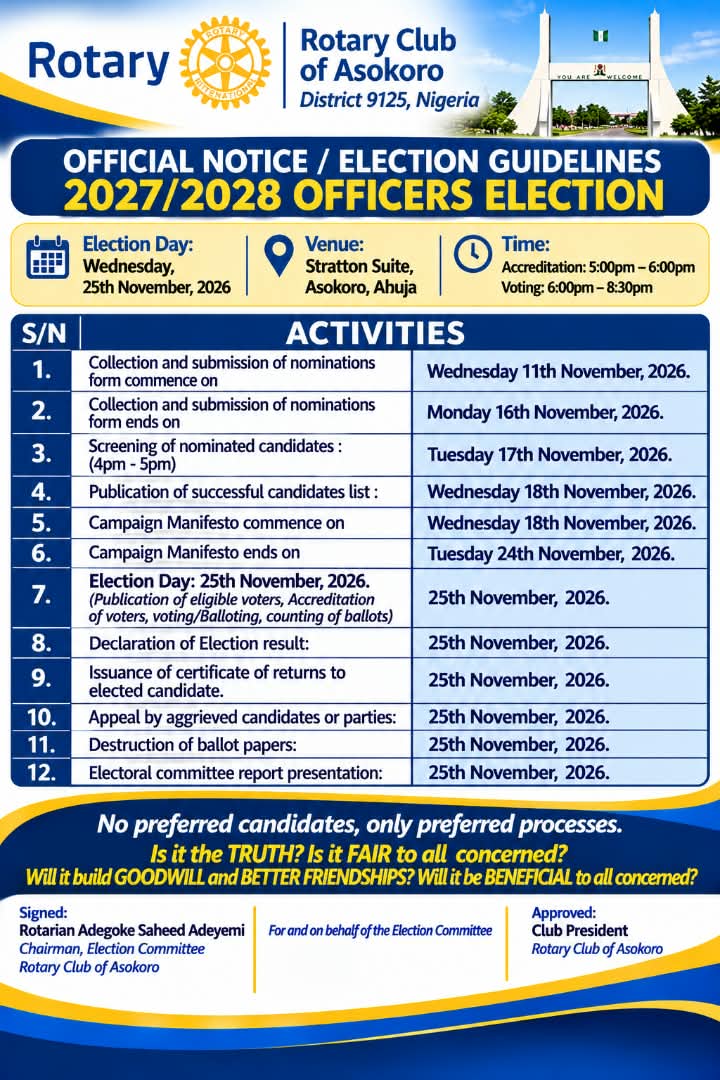 Rotary
ROTARY
INTERNATIONAL
Rotary Club
of Asokoro
District 9125, Nigeria
YOU ARE WELCOME
OFFICIAL NOTICE / ELECTION GUIDELINES
2027/2028 OFFICERS ELECTION
Election Day:
Wednesday,
25th November, 2026
Venue:
Stratton Suite,
Asokoro, Ahuja
Time:
Accreditation: 5:00pm – 6:00pm
Voting: 6:00pm – 8:30pm
S/N ACTIVITIES
1. Collection and submission of nominations
form commence on
Wednesday 11th November, 2026.
2. Collection and submission of nominations
form ends on
Monday 16th November, 2026.
3. Screening of nominated candidates :
(4pm - 5pm)
Tuesday 17th November, 2026.
4. Publication of successful candidates list : Wednesday 18th November, 2026.
5. Campaign Manifesto commence on Wednesday 18th November, 2026.
6. Campaign Manifesto ends on Tuesday 24th November, 2026.
7. Election Day: 25th November, 2026.
(Publication of eligible voters, Accreditation
of voters, voting/Balloting, counting of ballots)
25th November, 2026.
8. Declaration of Election result: 25th November, 2026.
9. Issuance of certificate of returns to
elected candidate.
25th November, 2026.
10. Appeal by aggrieved candidates or parties: 25th November, 2026.
11. Destruction of ballot papers: 25th November, 2026.
12. Electoral committee report presentation: 25th November, 2026.
No preferred candidates, only preferred processes.
Is it the TRUTH? Is it FAIR to all concerned?
Will it build GOODWILL and BETTER FRIENDSHIPS? Will it be BENEFICIAL to all concerned?
Signed:
Rotarian Adegoke Saheed Adeyemi
Chairman, Election Committee
Rotary Club of Asokoro
For and on behalf of the Election Committee
Approved:
Club President
Rotary Club of Asokoro